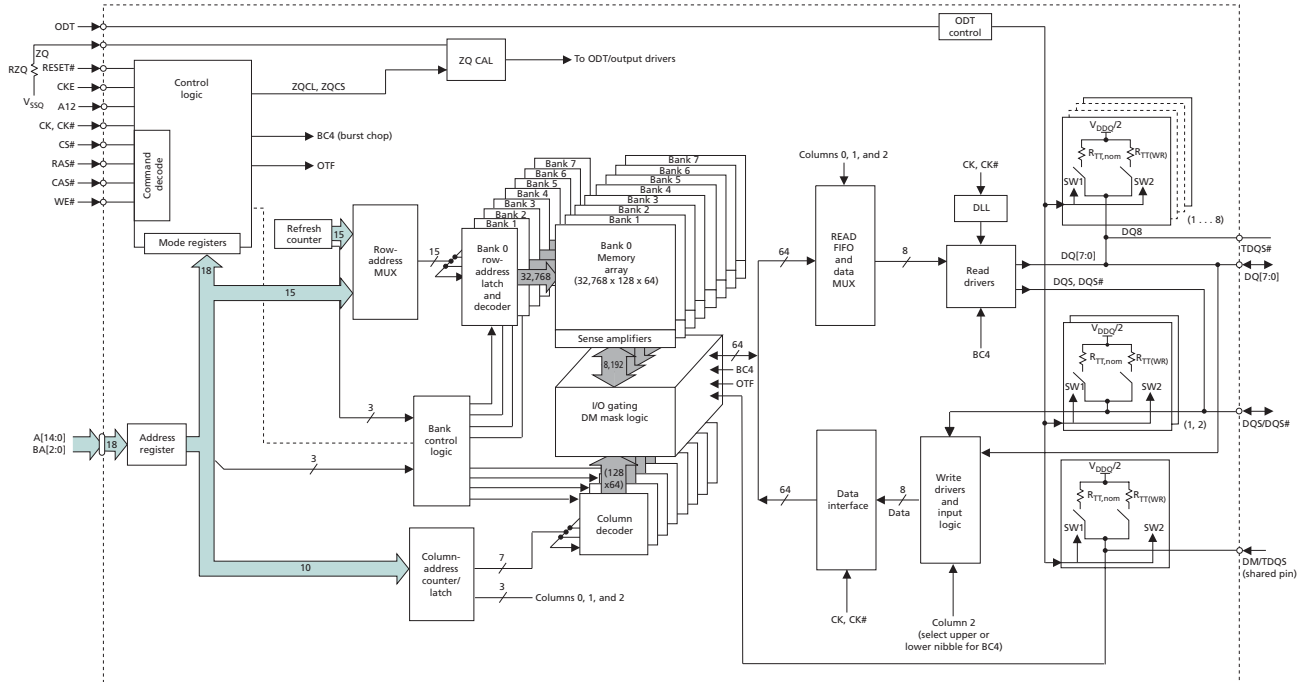 ODT
ODT
control
ZQ
RZQ
V_SSQ
RESET#
CKE
A12
CK, CK#
CS#
RAS#
CAS#
WE#
Control
logic
Command
decode
Mode registers
ZQCL, ZQCS
ZQ CAL
To ODT/output drivers
BC4 (burst chop)
OTF
Refresh
counter
15
Row-
address
MUX
15
18
15
Bank 7
Bank 6
Bank 5
Bank 4
Bank 3
Bank 2
Bank 1
Bank 0
row-
address
latch
and
decoder
32,768
Bank 7
Bank 6
Bank 5
Bank 4
Bank 3
Bank 2
Bank 1
Bank 0
Memory
array
(32,768 x 128 x 64)
Sense amplifiers
8,192
I/O gating
DM mask logic
(128
x64)
Column
decoder
64
BC4
OTF
A[14:0]
BA[2:0]
18
Address
register
3
3
Bank
control
logic
10
Column-
address
counter/
latch
7
3
Columns 0, 1, and 2
Columns 0, 1, and 2
64
READ
FIFO
and
data
MUX
8
CK, CK#
DLL
Read
drivers
BC4
DQ8
DQ[7:0]
DQS, DQS#
64
Data
interface
8
Data
Write
drivers
and
input
logic
CK, CK#
Column 2
(select upper or
lower nibble for BC4)
V_DDQ/2
R_TT,nom
R_TT(WR)
SW1
SW2
(1 . . . 8)
TDQS#
DQ[7:0]
V_DDQ/2
R_TT,nom
R_TT(WR)
SW1
SW2
(1, 2)
DQS/DQS#
V_DDQ/2
R_TT,nom
R_TT(WR)
SW1
SW2
DM/TDQS
(shared pin)